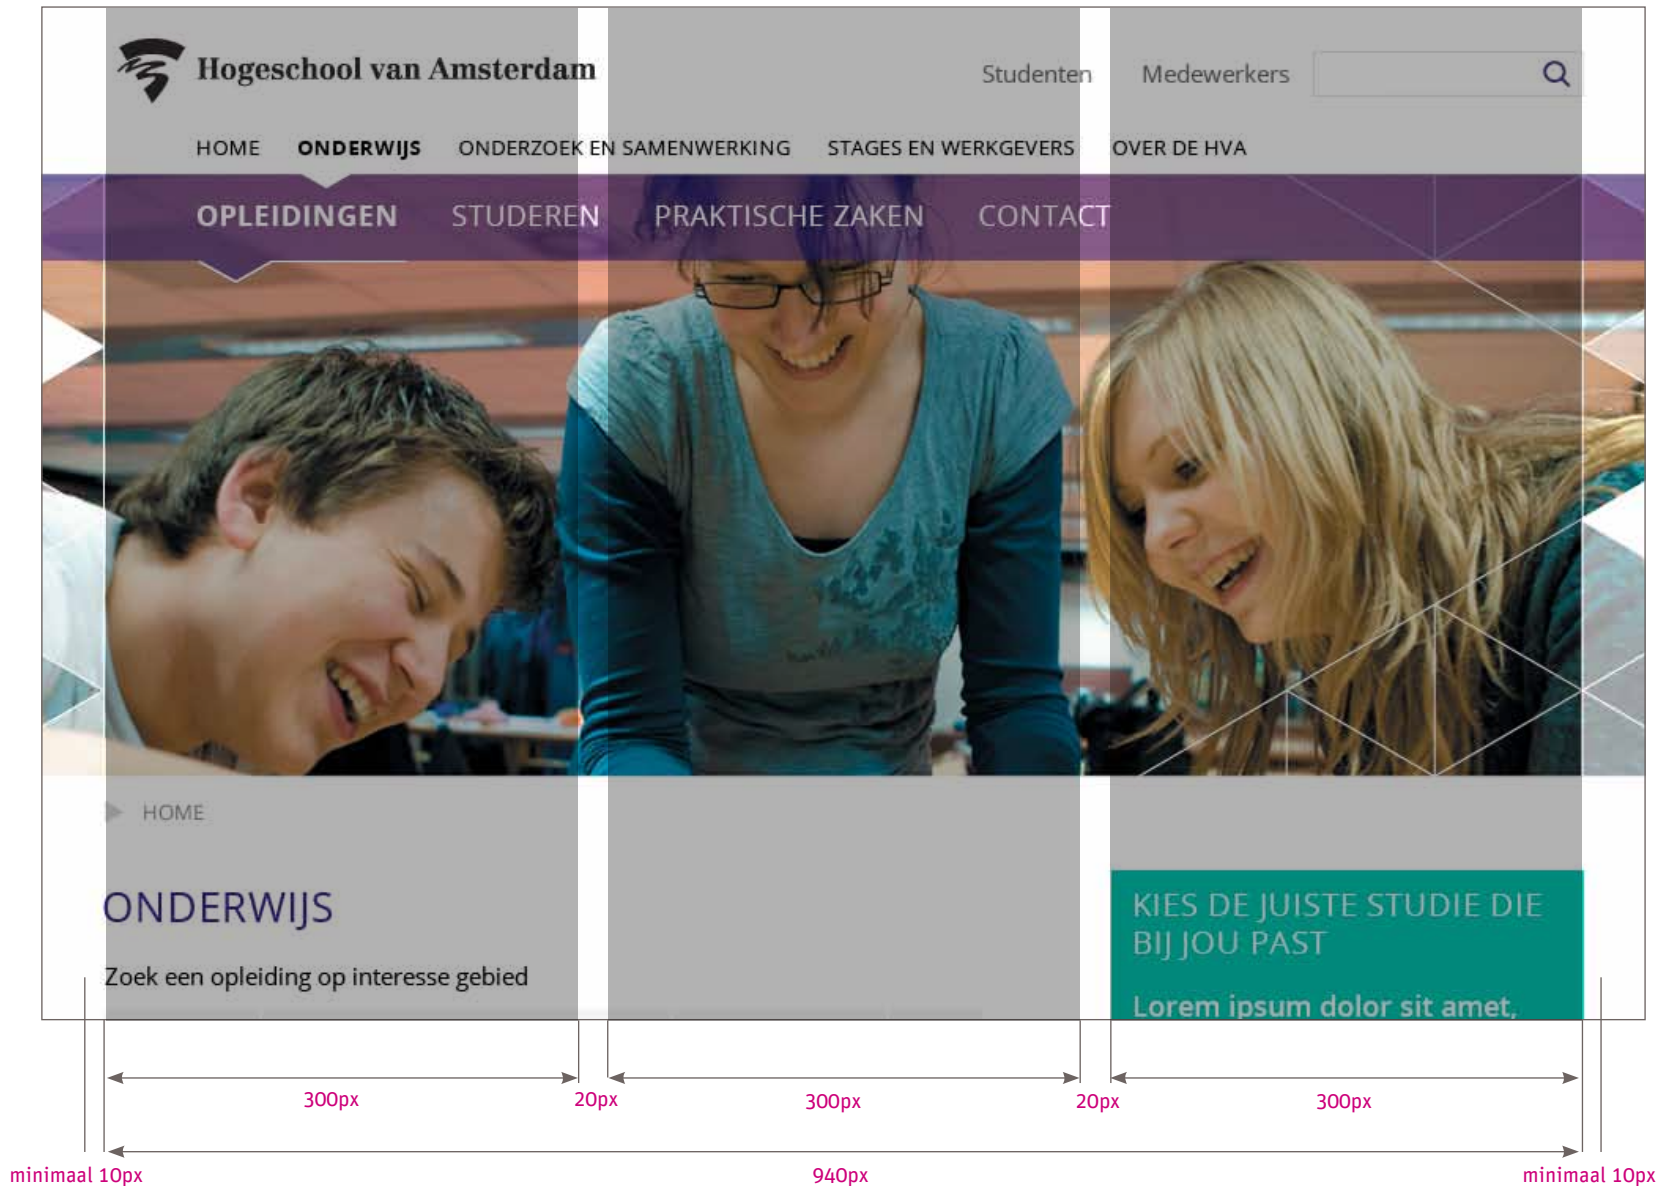 Hogeschool van Amsterdam
Studenten
Medewerkers
HOME
ONDERWIJS
ONDERZOEK EN SAMENWERKING
STAGES EN WERKGEVERS
OVER DE HVA
OPLEIDINGEN
STUDEREN
PRAKTISCHE ZAKEN
CONTACT
HOME
ONDERWIJS
Zoek een opleiding op interesse gebied
KIES DE JUISTE STUDIE DIE
BIJ JOU PAST
Lorem ipsum dolor sit amet,
300px
20px
300px
20px
300px
minimaal 10px
940px
minimaal 10px